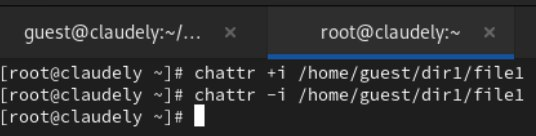 guest@claudely:~/...
×
root@claudely:~
×
[root@claudely ~]# chattr +i /home/guest/dir1/file1
[root@claudely ~]# chattr -i /home/guest/dir1/file1
[root@claudely ~]#